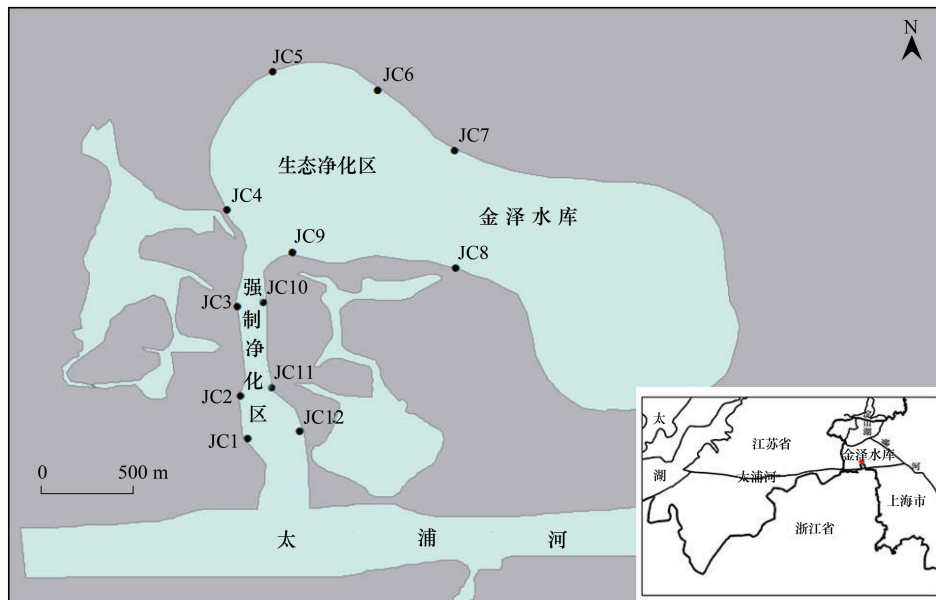 N
JC5
JC6
JC7
生态净化区
JC4
金泽水库
JC9
JC8
强制净化区
JC3
JC10
JC11
JC2
JC12
JC1
0 500 m
太浦河
太湖
江苏省
山湖
金泽水库
河
太浦河
上海市
浙江省